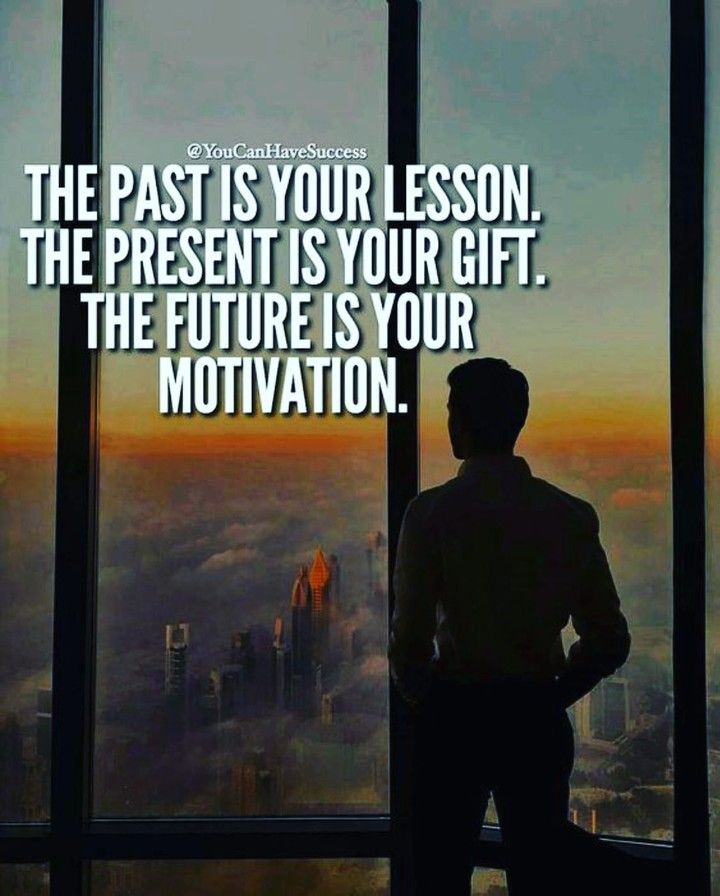 @YouCanHaveSuccess
THE PAST IS YOUR LESSON.
THE PRESENT IS YOUR GIFT.
THE FUTURE IS YOUR
MOTIVATION.